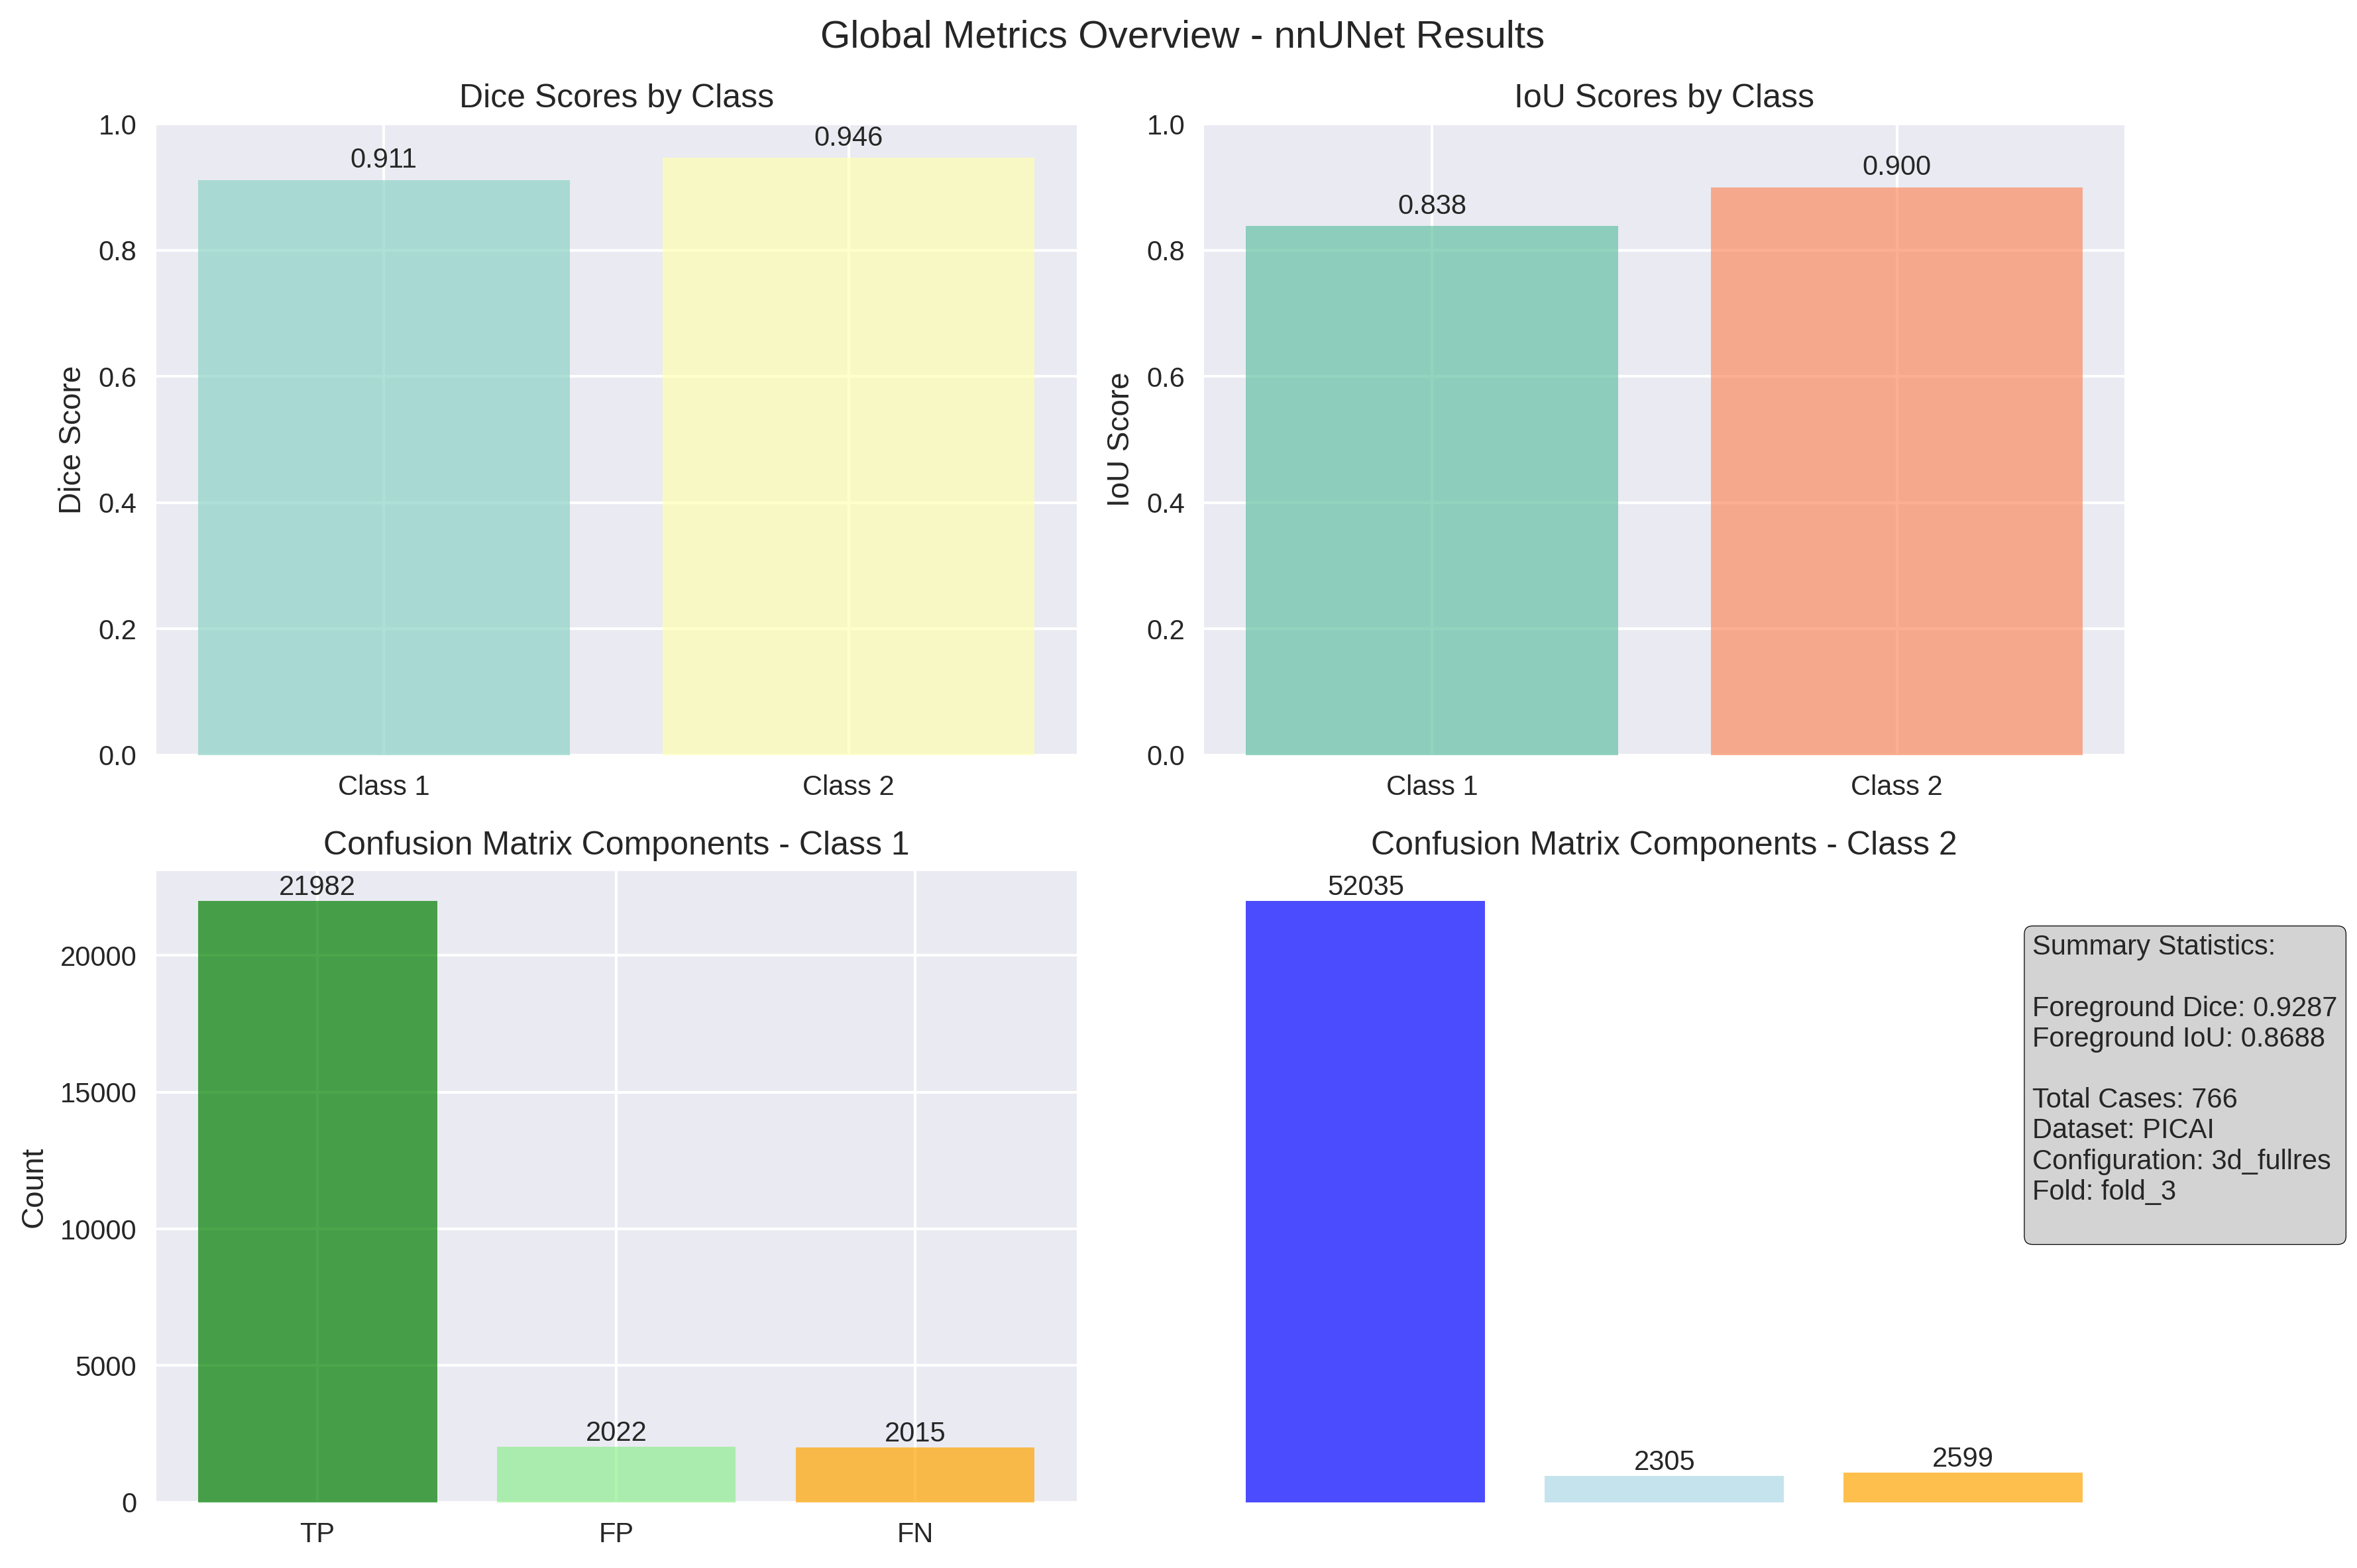 Global Metrics Overview - nnUNet Results
Dice Scores by Class
Dice Score
1.0
0.8
0.6
0.4
0.2
0.0
0.911
0.946
Class 1
Class 2
IoU Scores by Class
IoU Score
1.0
0.8
0.6
0.4
0.2
0.0
0.838
0.900
Class 1
Class 2
Confusion Matrix Components - Class 1
Count
20000
15000
10000
5000
0
21982
2022
2015
TP
FP
FN
Confusion Matrix Components - Class 2
52035
2305
2599
Summary Statistics:
Foreground Dice: 0.9287
Foreground IoU: 0.8688
Total Cases: 766
Dataset: PICAI
Configuration: 3d_fullres
Fold: fold_3